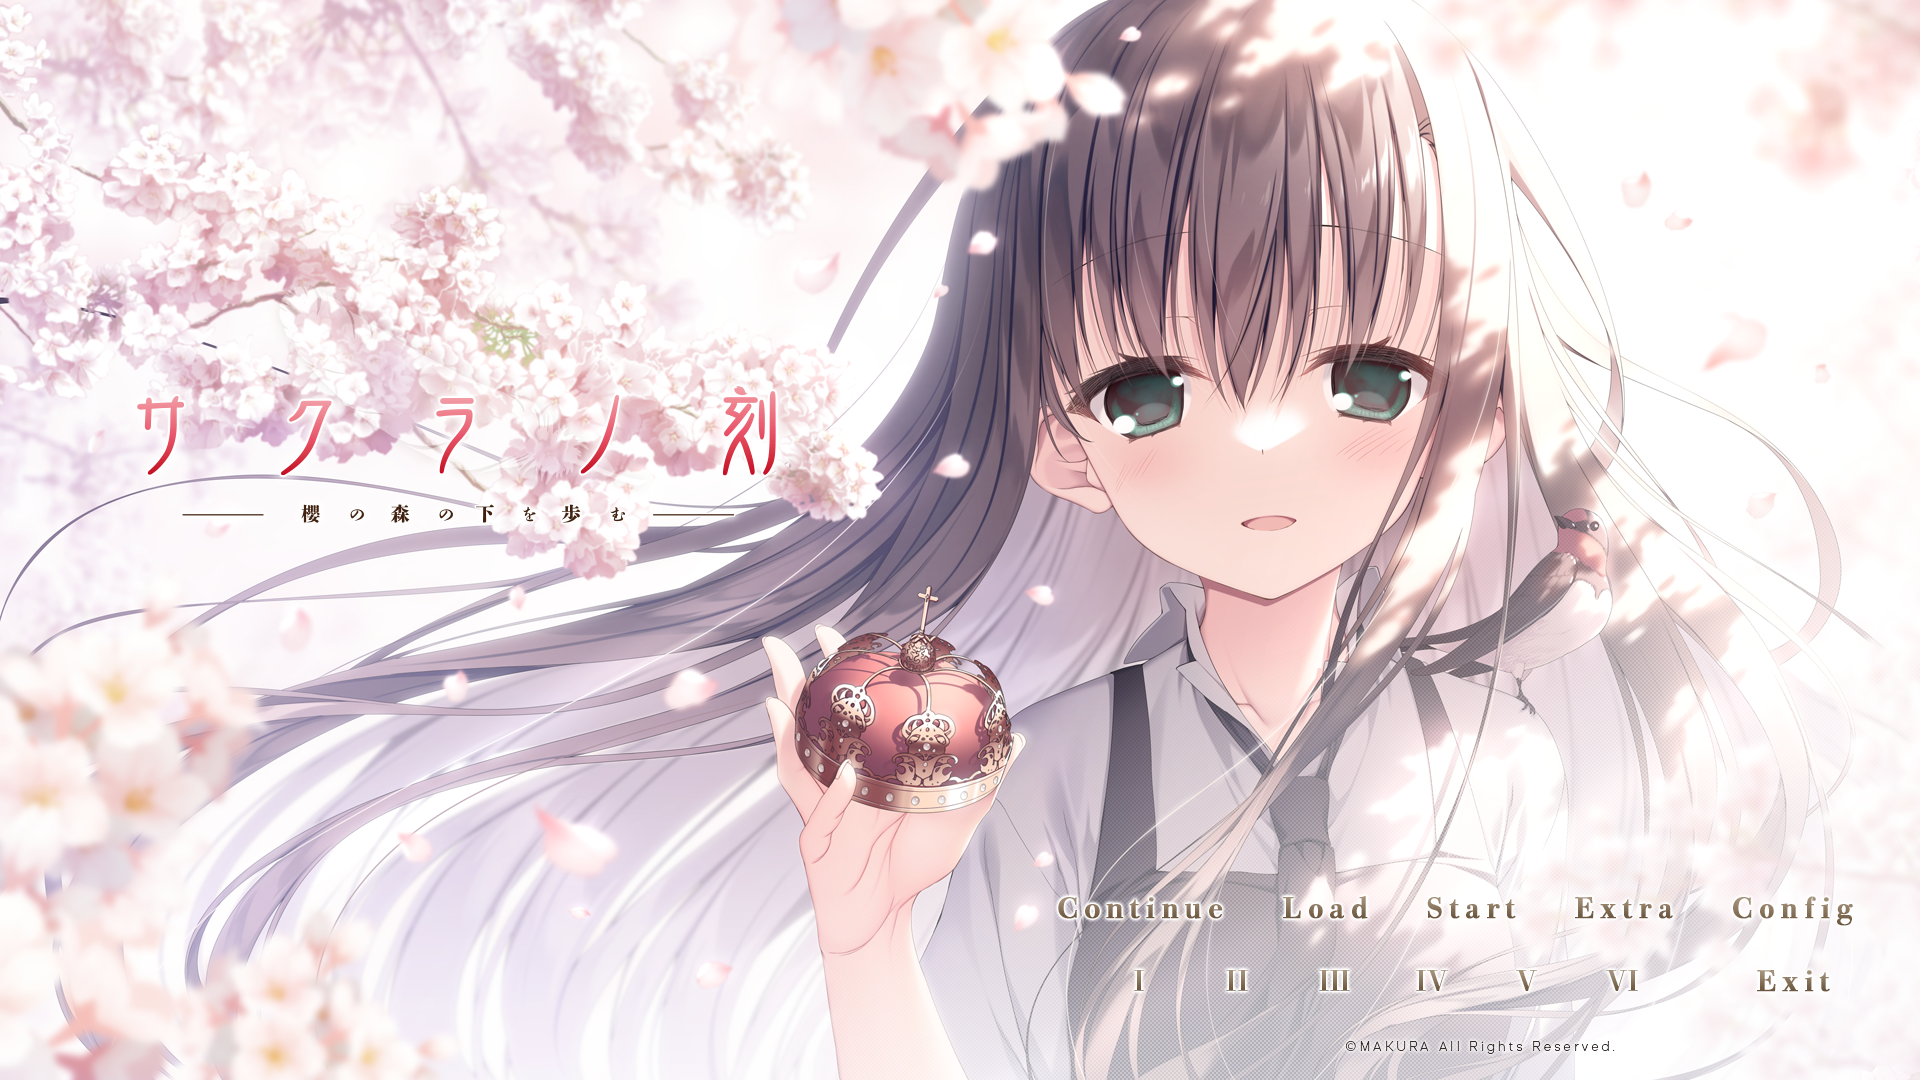 サクラノ刻
櫻の森の下を歩む
Continue Load Start Extra Config
I II III IV V VI Exit
©MAKURA All Rights Reserved.